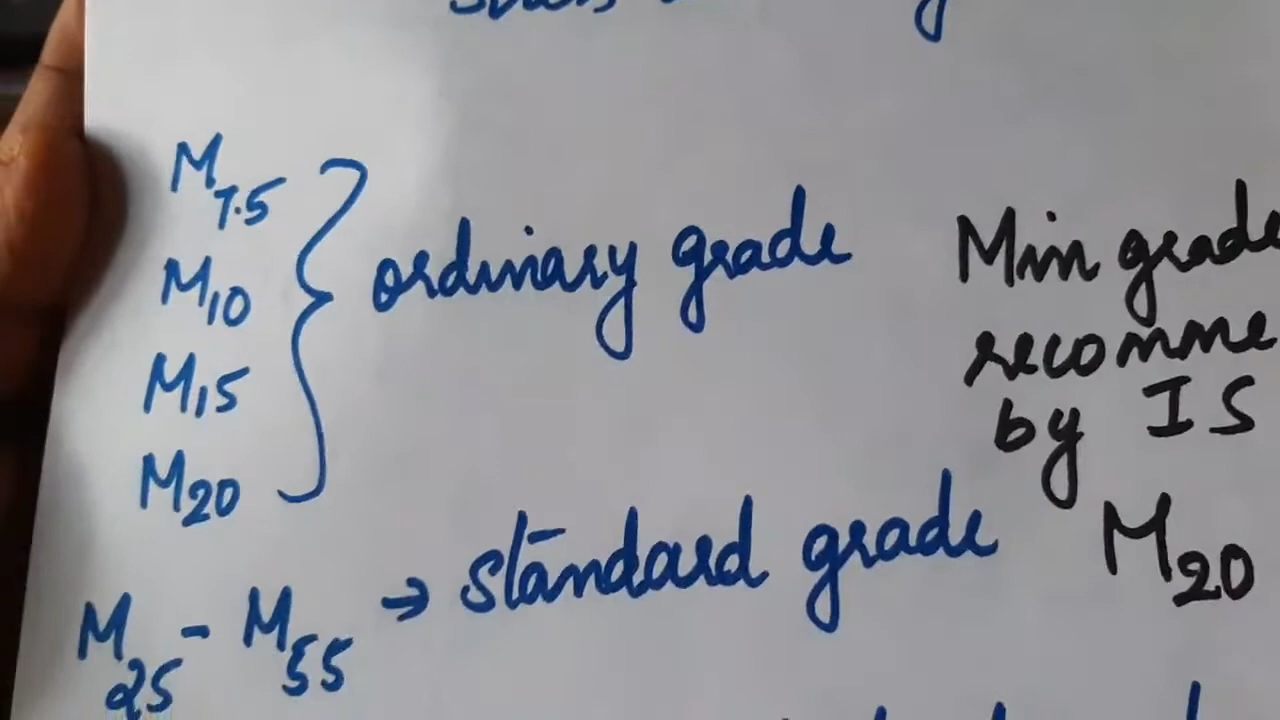 M7.5
M10
M15
M20
ordinary grade
M25 - M55 → standard grade
Min grade
recomme
by IS
M20